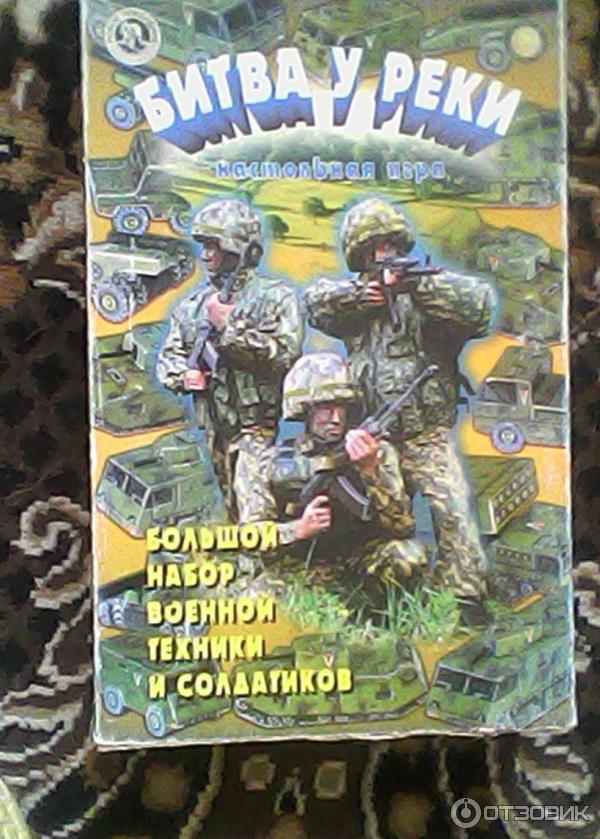 БИТВА У РЕКИ
настольная игра
БОЛЬШОЙ
НАБОР
ВОЕННОЙ
ТЕХНИКИ
И СОЛДАТИКОВ
ОТЗОВИК